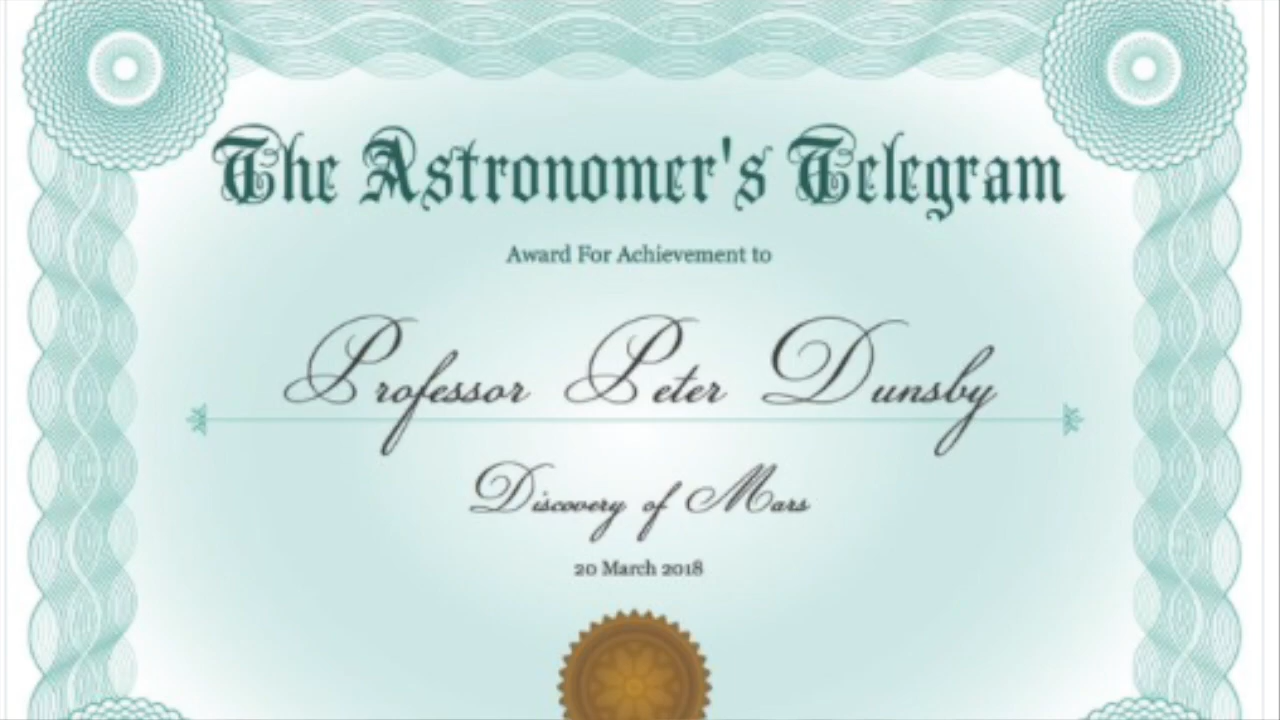 The Astronomer's Telegram
Award For Achievement to
Professor Peter Dunsby
Discovery of Mars
20 March 2018